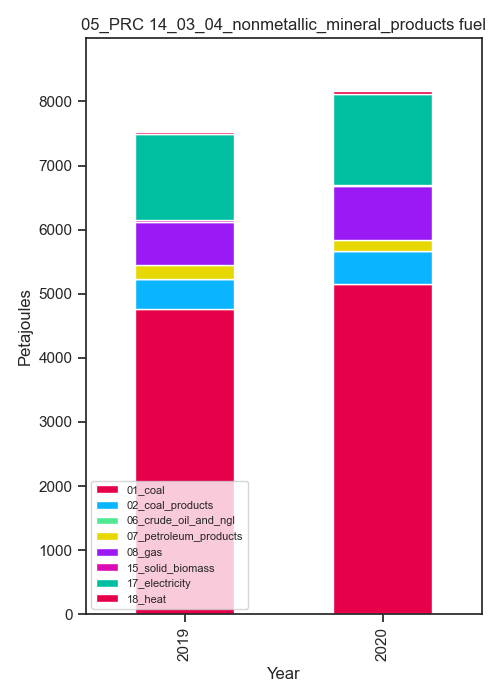 05_PRC 14_03_04_nonmetallic_mineral_products fuel
8000
7000
6000
5000
4000
3000
2000
1000
0
Petajoules
01_coal
02_coal_products
06_crude_oil_and_ngl
07_petroleum_products
08_gas
15_solid_biomass
17_electricity
18_heat
2019
2020
Year